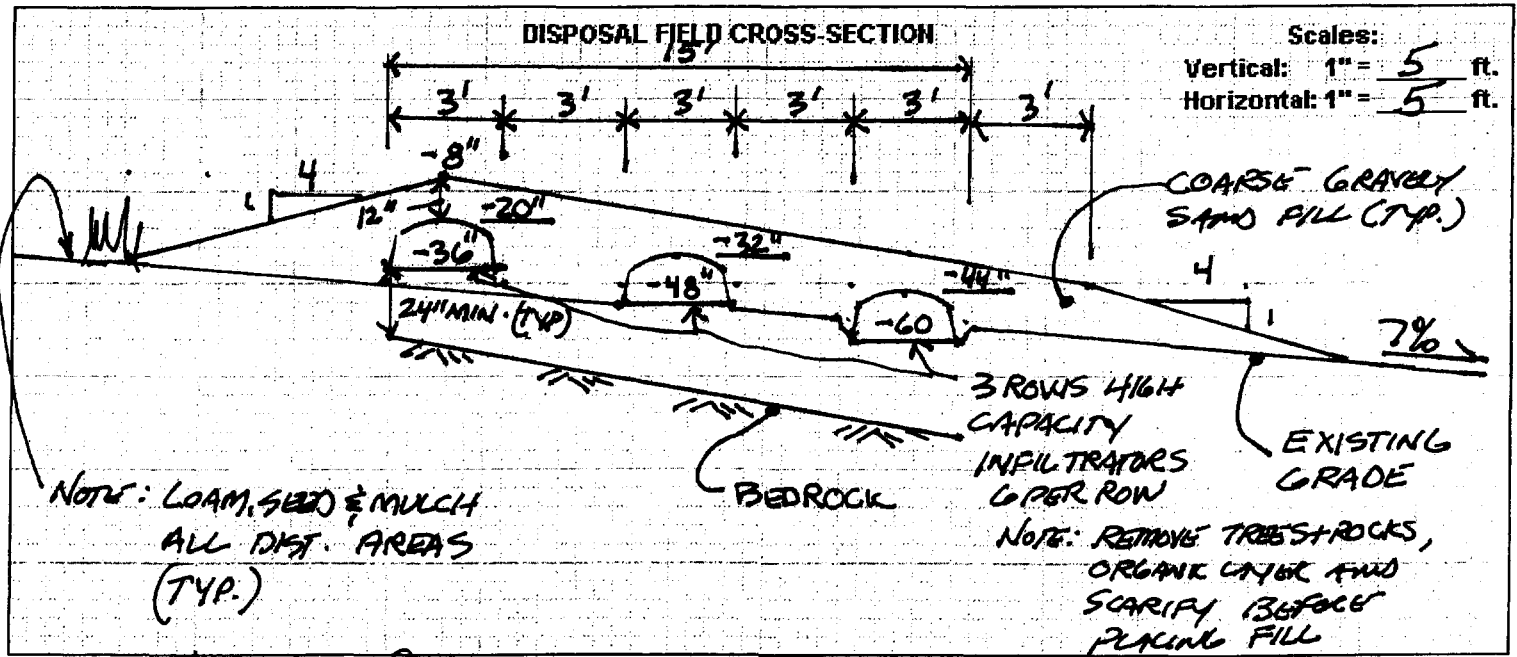 DISPOSAL FIELD CROSS-SECTION
Scales:
Vertical: 1" = 5 ft.
Horizontal: 1" = 5 ft.
15'
3' 3' 3' 3' 3' 3'
-8"
4
1
12"
-20"
-36"
-32"
-48"
-44"
-60
24" MIN. (TYP)
COARSE GRAVELY
SAND FILL (TYP.)
4
1
7%
3 ROWS HIGH
CAPACITY
INFILTRATORS
6 PER ROW
BEDROCK
EXISTING
GRADE
NOTE: LOAM, SEED & MULCH
ALL DIST. AREAS
(TYP.)
NOTE: REMOVE TREES + ROCKS,
ORGANIC LAYER AND
SCARIFY BEFORE
PLACING FILL